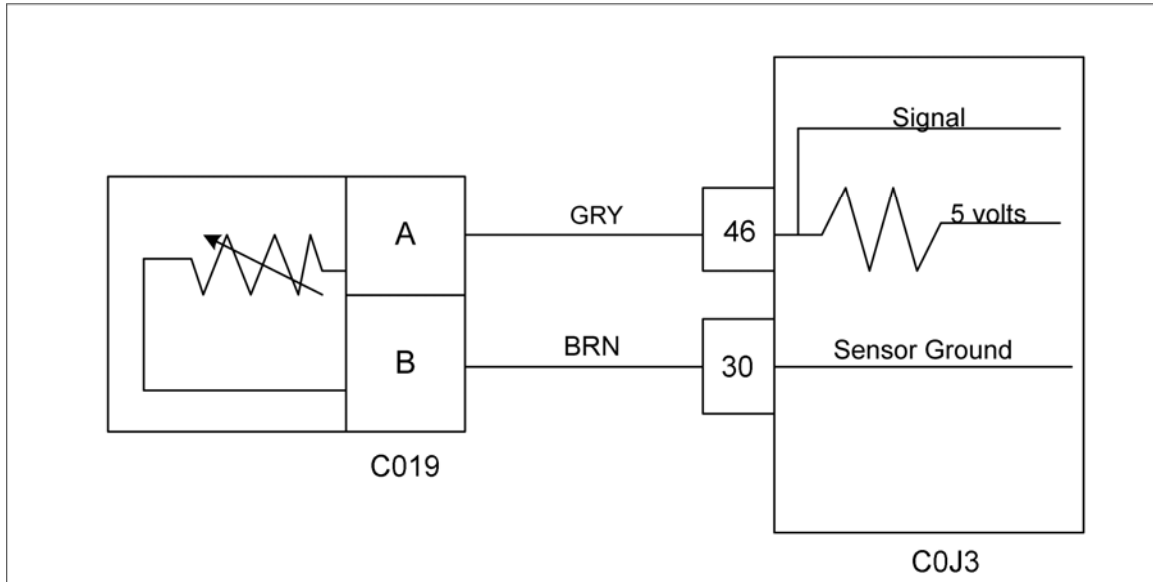 Signal
A
GRY
46
5 volts
B
BRN
30
Sensor Ground
C019
C0J3